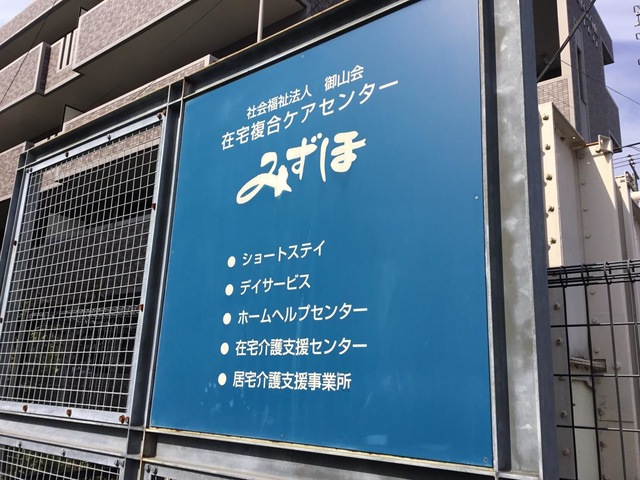 社会福祉法人 御山会
在宅複合ケアセンター
みずほ
● ショートステイ
● デイサービス
● ホームヘルプセンター
● 在宅介護支援センター
● 居宅介護支援事業所